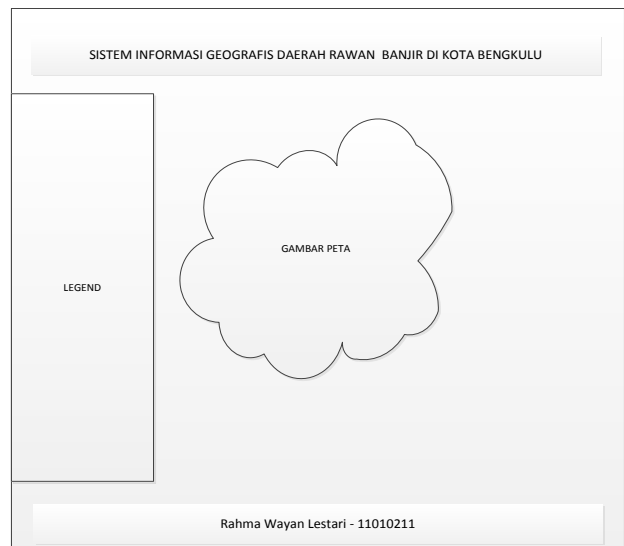 SISTEM INFORMASI GEOGRAFIS DAERAH RAWAN BANJIR DI KOTA BENGKULU
GAMBAR PETA
LEGEND
Rahma Wayan Lestari - 11010211